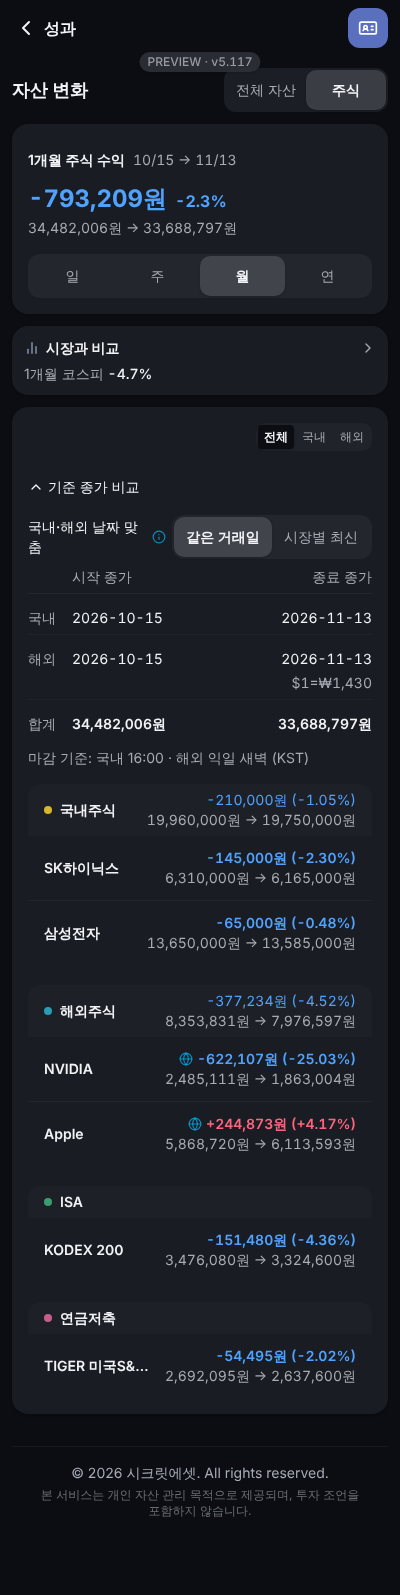 성과
PREVIEW · v5.117
자산 변화
전체 자산 주식
1개월 주식 수익 10/15 → 11/13
-793,209원 -2.3%
34,482,006원 → 33,688,797원
일 주 월 연
시장과 비교
1개월 코스피 -4.7%
전체 국내 해외
기준 종가 비교
국내·해외 날짜 맞
춤
같은 거래일 시장별 최신
시작 종가 종료 종가
국내 2026-10-15 2026-11-13
해외 2026-10-15 2026-11-13
$1=₩1,430
합계 34,482,006원 33,688,797원
마감 기준: 국내 16:00 · 해외 익일 새벽 (KST)
국내주식 -210,000원 (-1.05%)
19,960,000원 → 19,750,000원
SK하이닉스 -145,000원 (-2.30%)
6,310,000원 → 6,165,000원
삼성전자 -65,000원 (-0.48%)
13,650,000원 → 13,585,000원
해외주식 -377,234원 (-4.52%)
8,353,831원 → 7,976,597원
NVIDIA -622,107원 (-25.03%)
2,485,111원 → 1,863,004원
Apple +244,873원 (+4.17%)
5,868,720원 → 6,113,593원
ISA
KODEX 200 -151,480원 (-4.36%)
3,476,080원 → 3,324,600원
연금저축
TIGER 미국S&... -54,495원 (-2.02%)
2,692,095원 → 2,637,600원
© 2026 시크릿에셋. All rights reserved.
본 서비스는 개인 자산 관리 목적으로 제공되며, 투자 조언을
포함하지 않습니다.